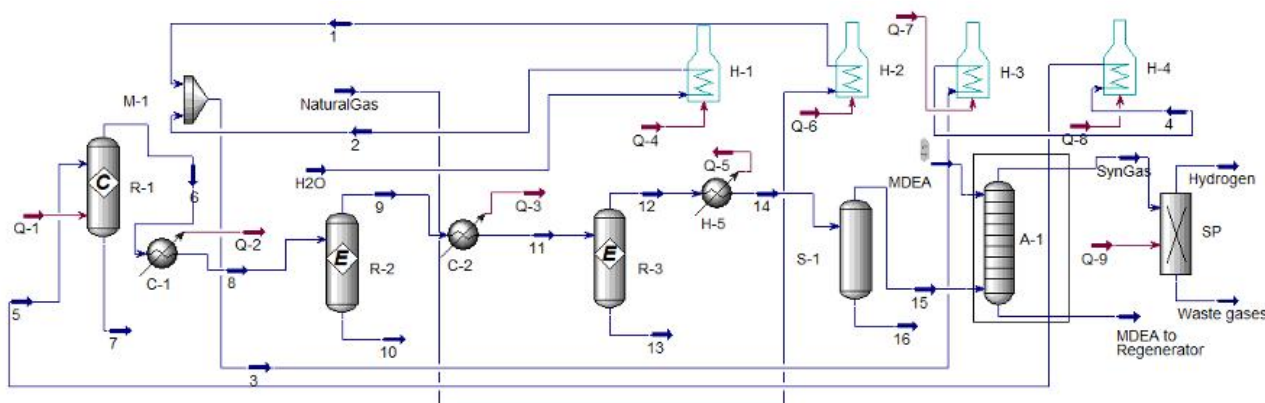 1
Q-7
H-1
H-2
H-3
H-4
M-1
NaturalGas
2
Q-4
Q-6
Q-8
4
C
R-1
H2O
Q-5
MDEA
SynGas
Hydrogen
6
9
Q-3
12
H-5
14
Q-1
Q-2
E
R-2
C-2
11
E
R-3
S-1
A-1
SP
Q-9
C-1
8
5
7
10
13
15
16
Waste gases
MDEA to
Regenerator
3